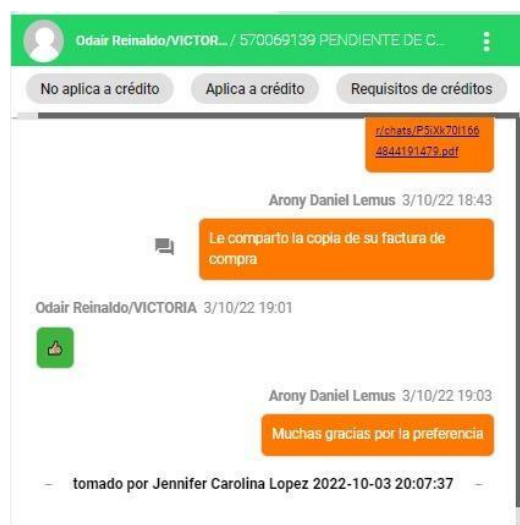 Odair Reinaldo/VICTOR... / 570069139 PENDIENTE DE C...
No aplica a crédito Aplica a crédito Requisitos de créditos
r/chats/P5iXk70l166
4844191479.pdf
Arony Daniel Lemus 3/10/22 18:43
Le comparto la copia de su factura de
compra
Odair Reinaldo/VICTORIA 3/10/22 19:01
Arony Daniel Lemus 3/10/22 19:03
Muchas gracias por la preferencia
– tomado por Jennifer Carolina Lopez 2022-10-03 20:07:37 –